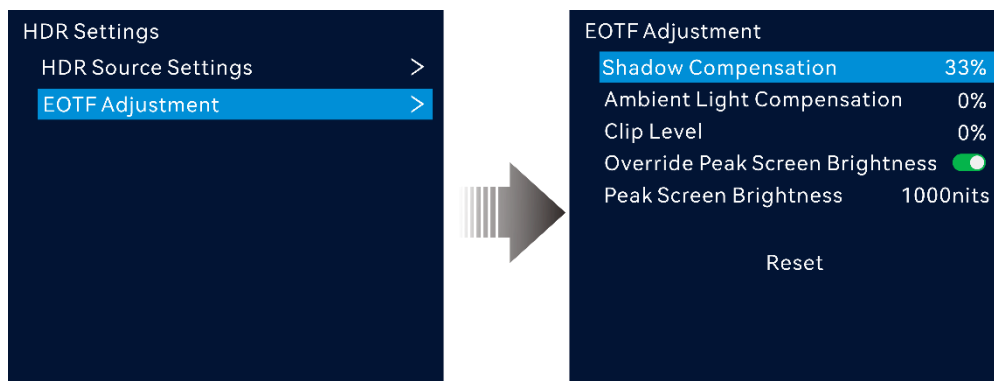 HDR Settings
HDR Source Settings >
EOTF Adjustment >
EOTF Adjustment
Shadow Compensation 33%
Ambient Light Compensation 0%
Clip Level 0%
Override Peak Screen Brightness
Peak Screen Brightness 1000nits
Reset